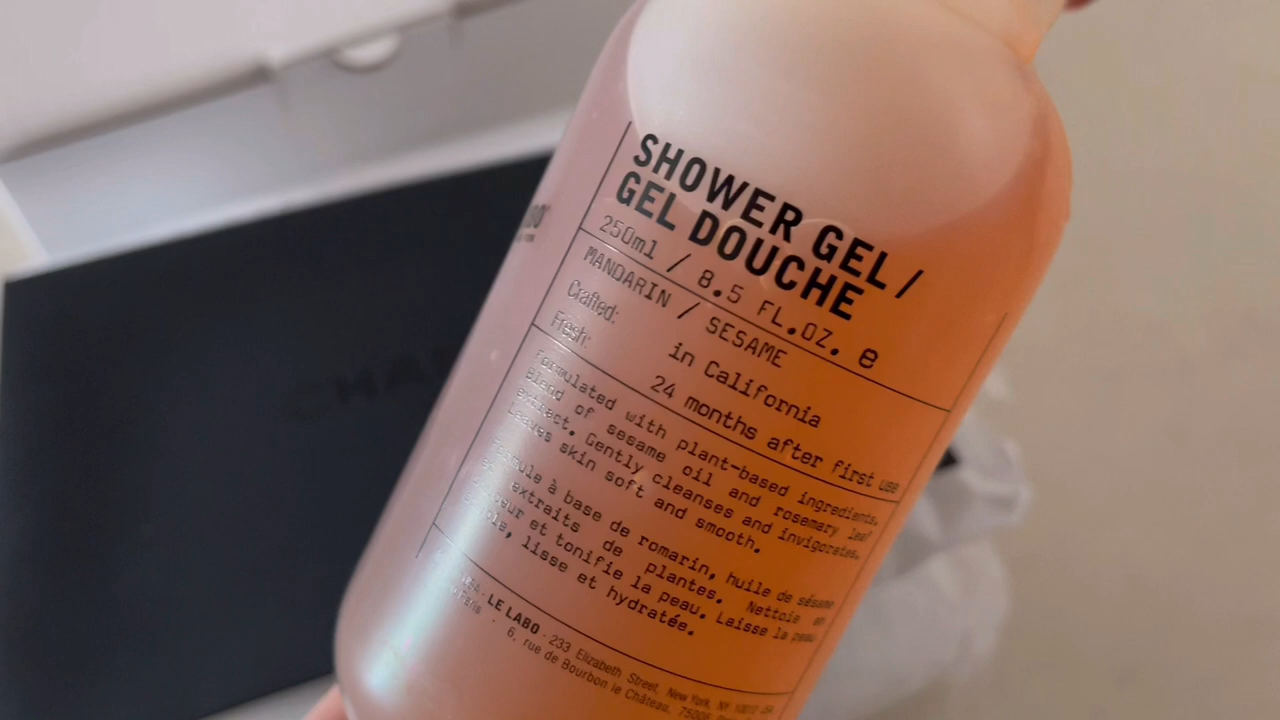 SHOWER GEL /
GEL DOUCHE
250ml / 8.5 FL.OZ. e
MANDARIN / SESAME
Crafted: in California
Fresh: 24 months after first use
Formulated with plant-based ingredients.
Blend of sesame oil and rosemary leaf
extract. Gently cleanses and invigorates.
Leaves skin soft and smooth.
Formule à base de romarin, huile de sésame
et extraits de plantes. Nettoie en
et tonifie la peau. Laisse la peau
lisse et hydratée.
LE LABO · 233 Elizabeth Street, New York, NY 10012
Paris · 6, rue de Bourbon le Château, 75006
CHA